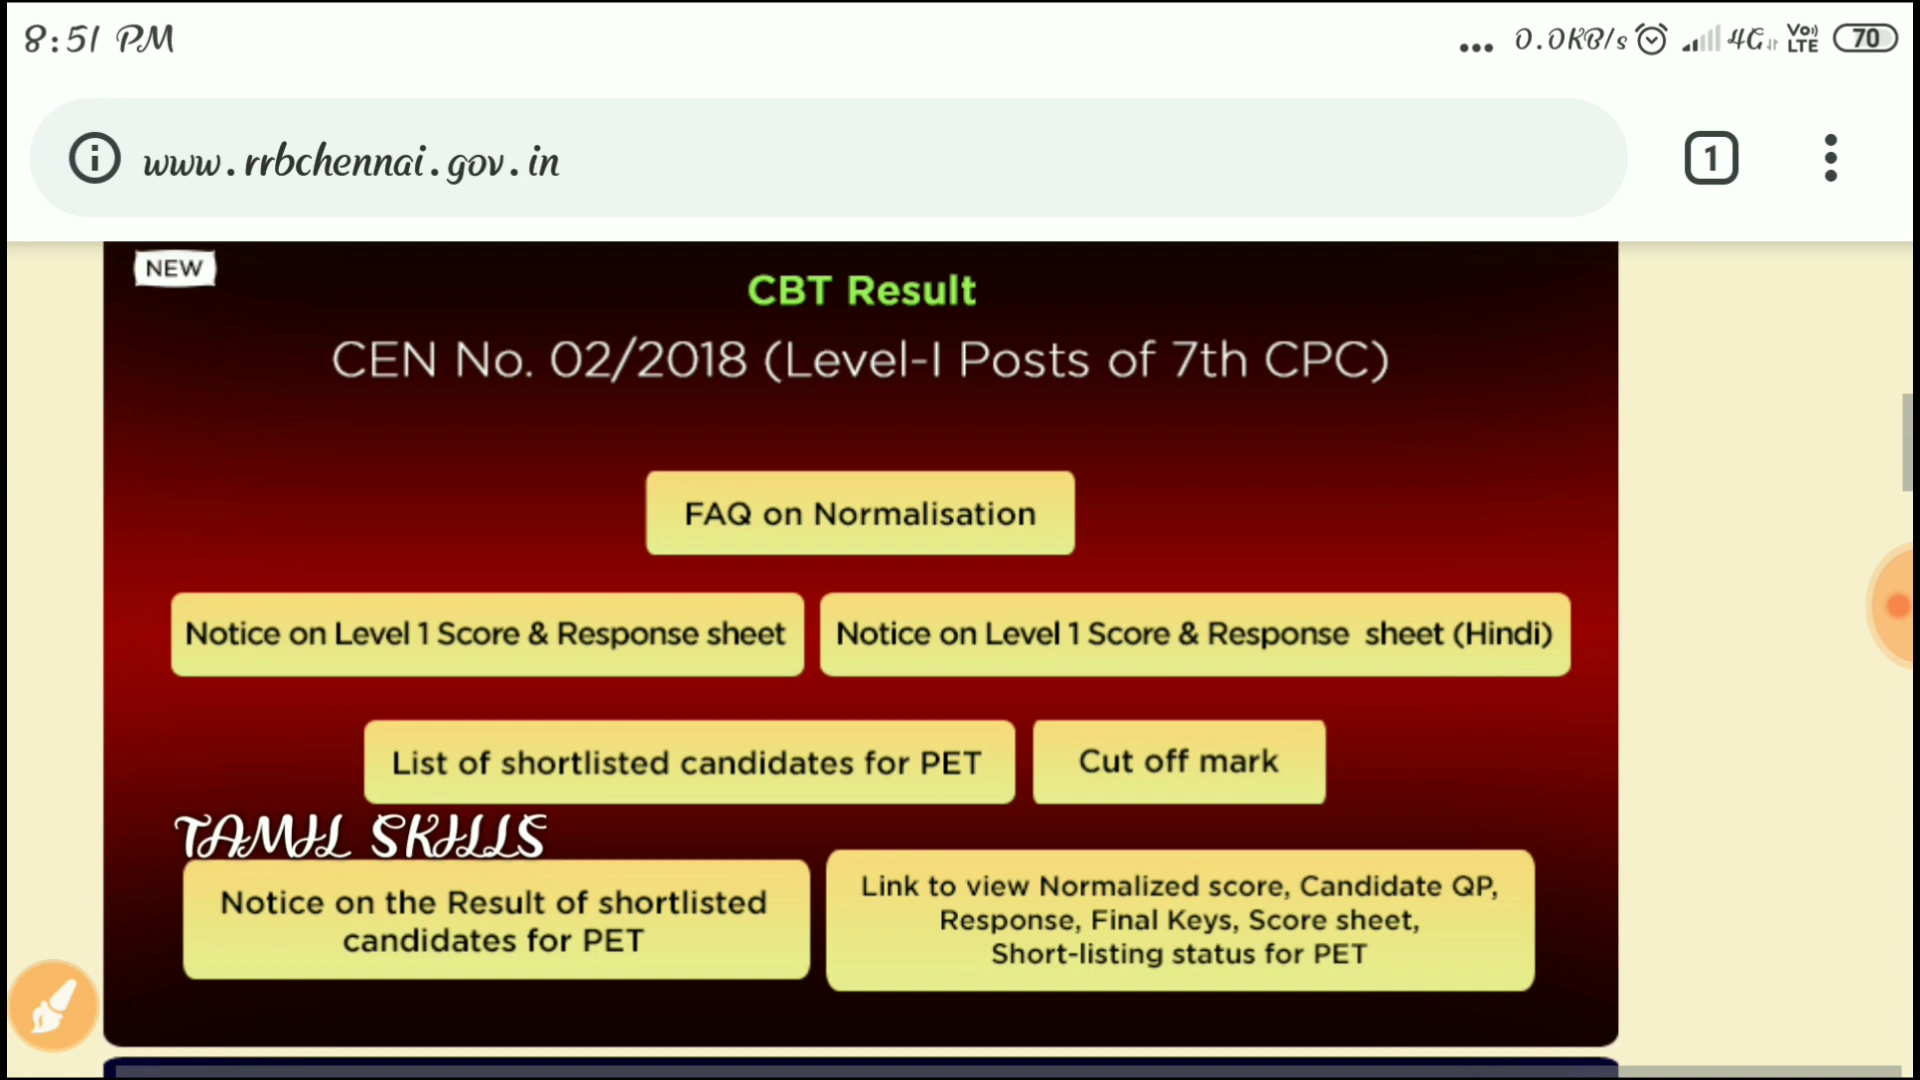 8:51 PM
... 0.0KB/s 4G Vo)) LTE 70
www.rrbchennai.gov.in
1
NEW
CBT Result
CEN No. 02/2018 (Level-I Posts of 7th CPC)
FAQ on Normalisation
Notice on Level 1 Score & Response sheet
Notice on Level 1 Score & Response sheet (Hindi)
List of shortlisted candidates for PET
Cut off mark
TAMIL SKILLS
Notice on the Result of shortlisted
candidates for PET
Link to view Normalized score, Candidate QP,
Response, Final Keys, Score sheet,
Short-listing status for PET